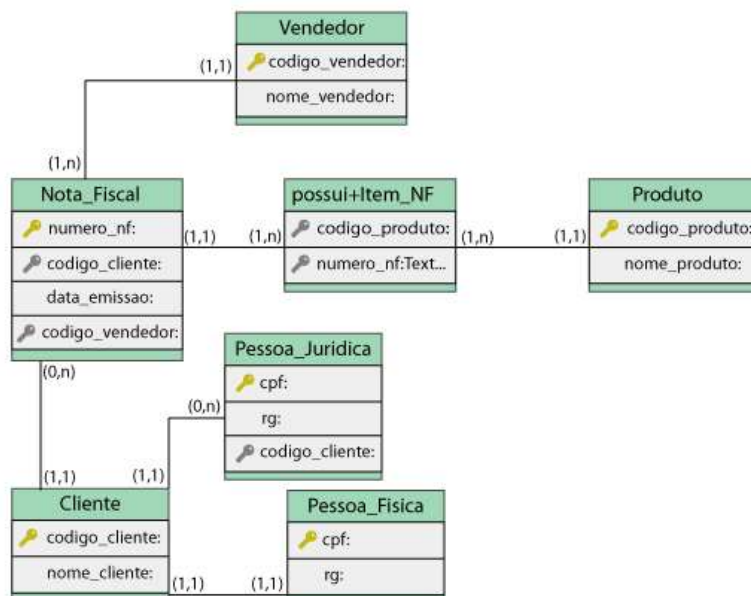 Vendedor
codigo_vendedor:
nome_vendedor:
(1,1)
(1,n)
Nota_Fiscal
numero_nf:
codigo_cliente:
data_emissao:
codigo_vendedor:
(1,1)
(1,n)
possui+Item_NF
codigo_produto:
numero_nf:Text...
(1,n)
(1,1)
Produto
codigo_produto:
nome_produto:
(0,n)
(1,1)
Pessoa_Juridica
cpf:
rg:
codigo_cliente:
(0,n)
(1,1)
Cliente
codigo_cliente:
nome_cliente:
(1,1)
(1,1)
Pessoa_Fisica
cpf:
rg: